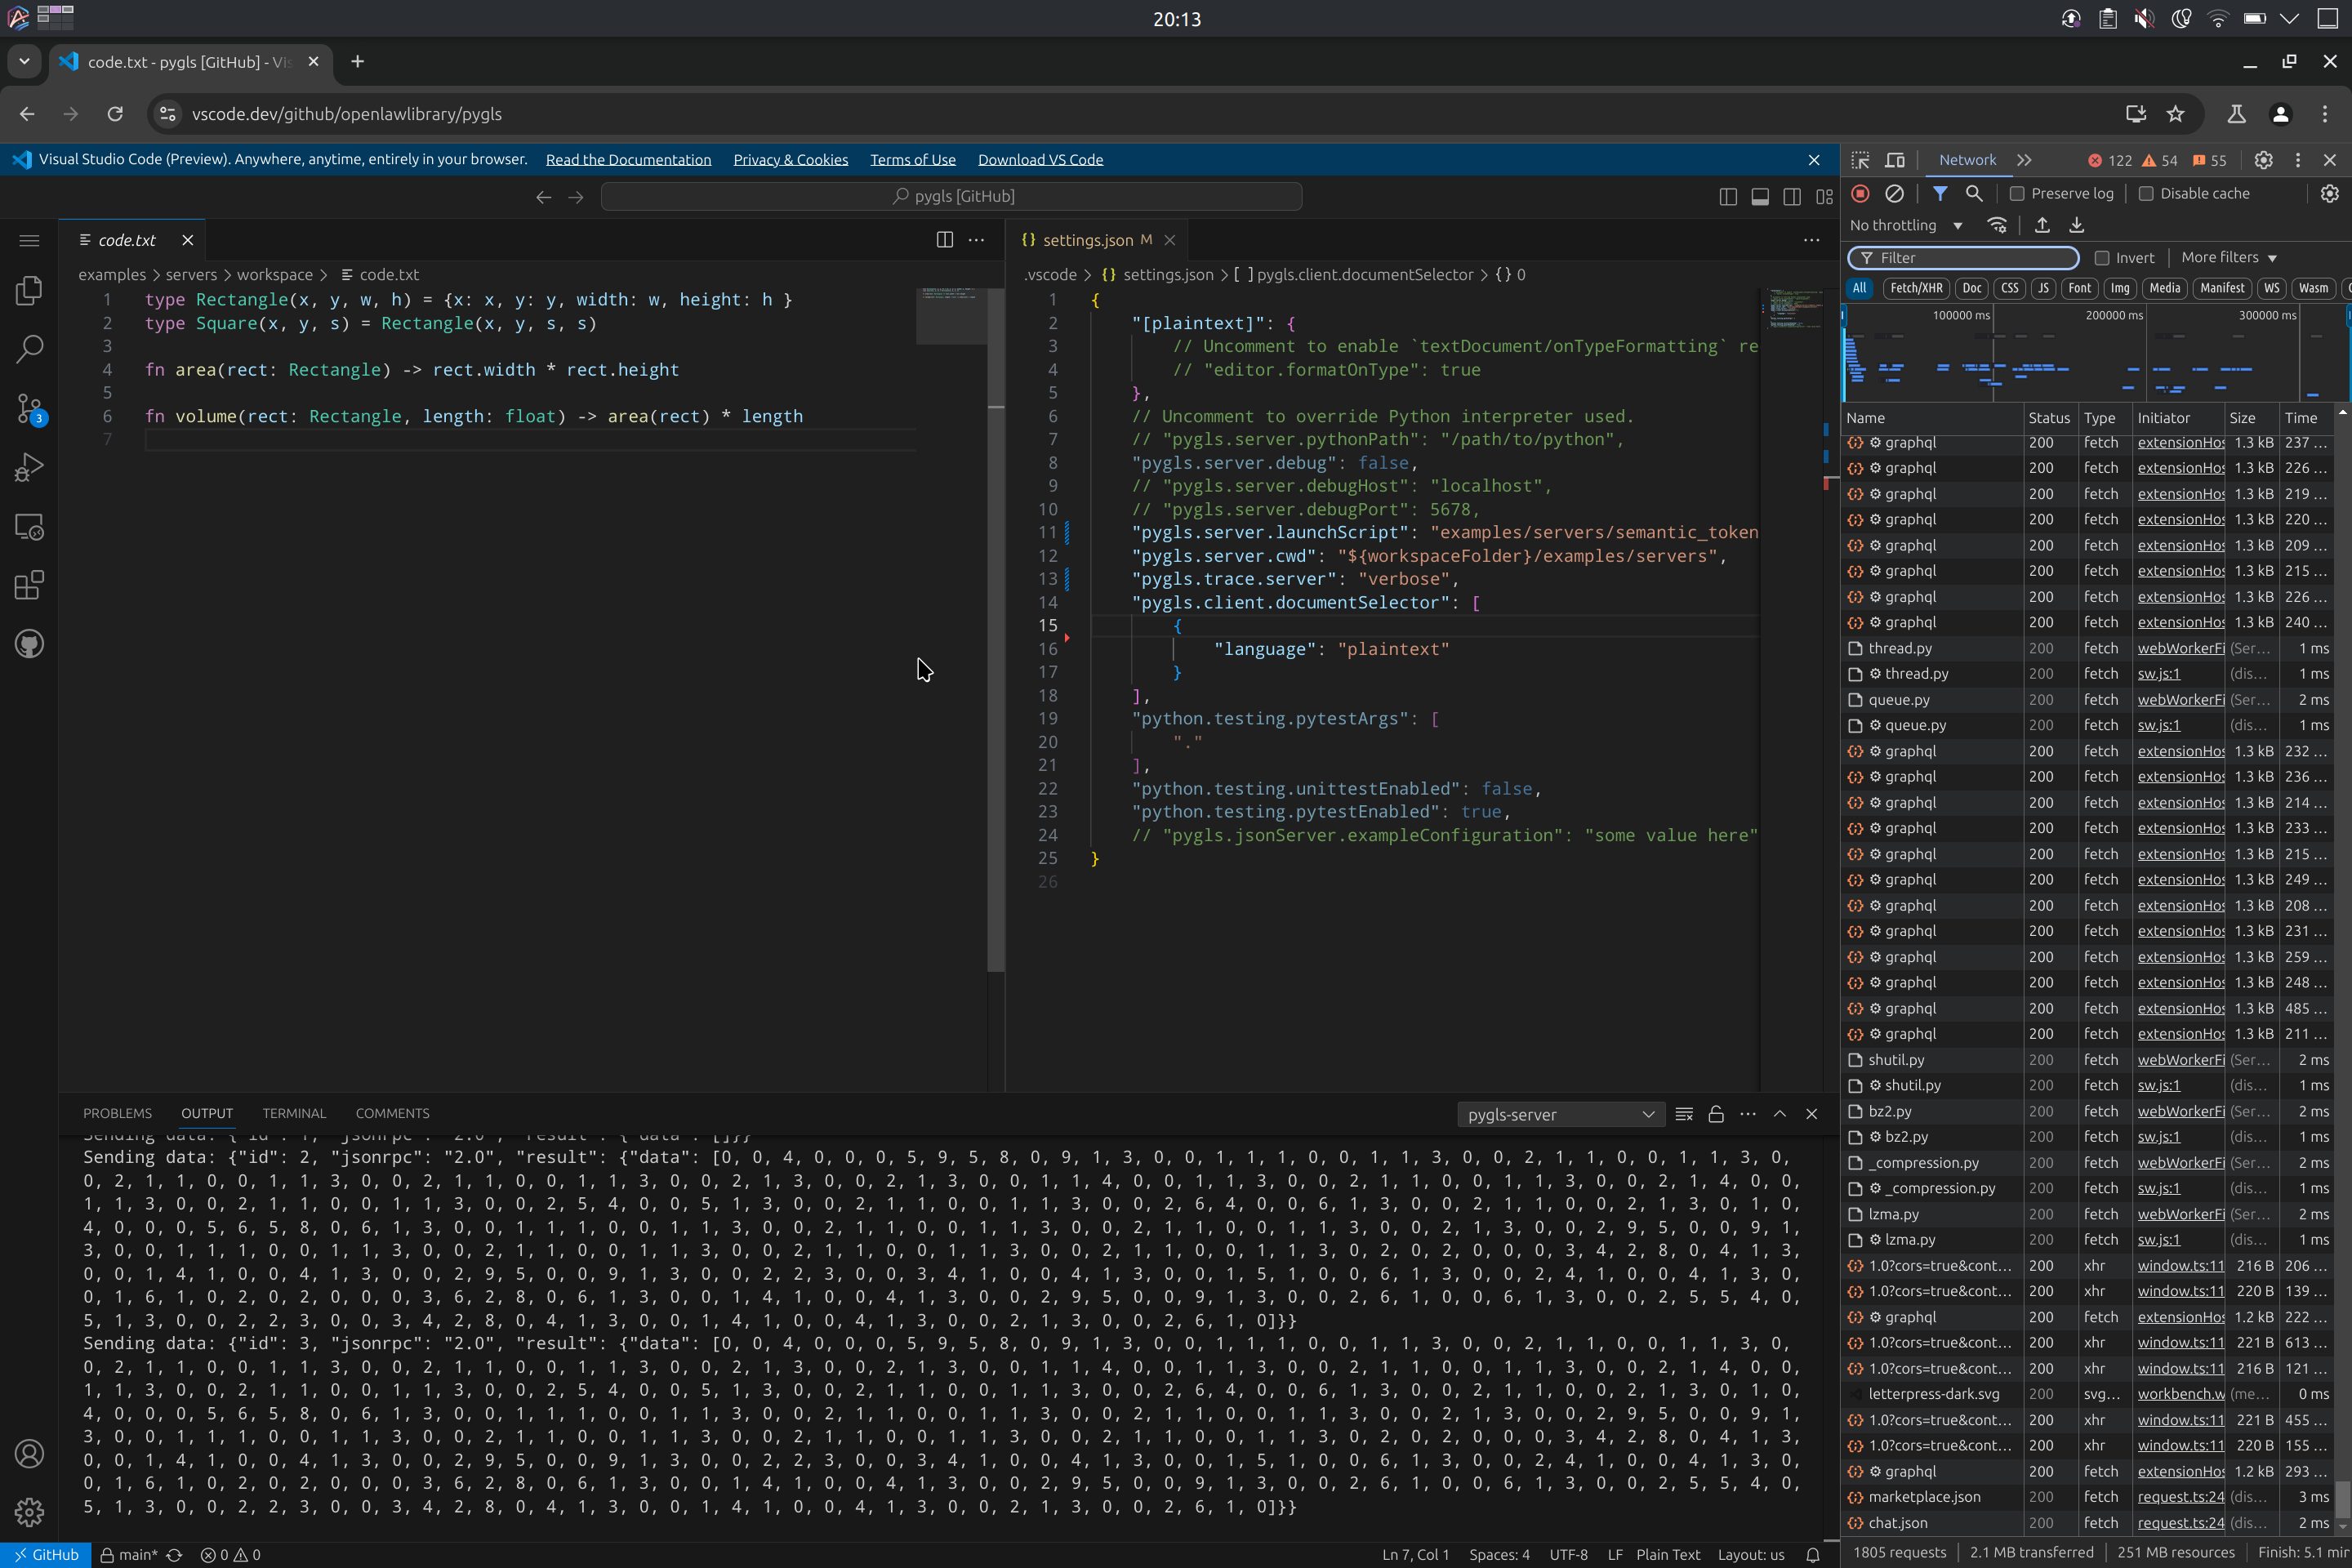 20:13
code.txt - pygls [GitHub] - Vis
vscode.dev/github/openlawlibrary/pygls
Visual Studio Code (Preview). Anywhere, anytime, entirely in your browser. Read the Documentation Privacy & Cookies Terms of Use Download VS Code
pygls [GitHub]
code.txt
examples > servers > workspace > code.txt
1 type Rectangle(x, y, w, h) = {x: x, y: y, width: w, height: h }
2 type Square(x, y, s) = Rectangle(x, y, s, s)
3
4 fn area(rect: Rectangle) -> rect.width * rect.height
5
6 fn volume(rect: Rectangle, length: float) -> area(rect) * length
7
{} settings.json M
.vscode > {} settings.json > [ ] pygls.client.documentSelector > {} 0
1 {
2 "[plaintext]": {
3 // Uncomment to enable `textDocument/onTypeFormatting` re
4 // "editor.formatOnType": true
5 },
6 // Uncomment to override Python interpreter used.
7 // "pygls.server.pythonPath": "/path/to/python",
8 "pygls.server.debug": false,
9 // "pygls.server.debugHost": "localhost",
10 // "pygls.server.debugPort": 5678,
11 "pygls.server.launchScript": "examples/servers/semantic_token
12 "pygls.server.cwd": "${workspaceFolder}/examples/servers",
13 "pygls.trace.server": "verbose",
14 "pygls.client.documentSelector": [
15 {
16 "language": "plaintext"
17 }
18 ],
19 "python.testing.pytestArgs": [
20 "."
21 ],
22 "python.testing.unittestEnabled": false,
23 "python.testing.pytestEnabled": true,
24 // "pygls.jsonServer.exampleConfiguration": "some value here"
25 }
26
3
PROBLEMS OUTPUT TERMINAL COMMENTS
pygls-server
Sending data: {"id": 1, "jsonrpc": "2.0", "result": {"data": []}}
Sending data: {"id": 2, "jsonrpc": "2.0", "result": {"data": [0, 0, 4, 0, 0, 0, 5, 9, 5, 8, 0, 9, 1, 3, 0, 0, 1, 1, 1, 0, 0, 1, 1, 3, 0, 0, 2, 1, 1, 0, 0, 1, 1, 3, 0,
0, 2, 1, 1, 0, 0, 1, 1, 3, 0, 0, 2, 1, 1, 0, 0, 1, 1, 3, 0, 0, 2, 1, 3, 0, 0, 2, 1, 3, 0, 0, 1, 1, 4, 0, 0, 1, 1, 3, 0, 0, 2, 1, 1, 0, 0, 1, 1, 3, 0, 0, 2, 1, 4, 0, 0,
1, 1, 3, 0, 0, 2, 1, 1, 0, 0, 1, 1, 3, 0, 0, 2, 5, 4, 0, 0, 5, 1, 3, 0, 0, 2, 1, 1, 0, 0, 1, 1, 3, 0, 0, 2, 6, 4, 0, 0, 6, 1, 3, 0, 0, 2, 1, 1, 0, 0, 2, 1, 3, 0, 1, 0,
4, 0, 0, 0, 5, 6, 5, 8, 0, 6, 1, 3, 0, 0, 1, 1, 1, 0, 0, 1, 1, 3, 0, 0, 2, 1, 1, 0, 0, 1, 1, 3, 0, 0, 2, 1, 1, 0, 0, 1, 1, 3, 0, 0, 2, 1, 3, 0, 0, 2, 9, 5, 0, 0, 9, 1,
3, 0, 0, 1, 1, 1, 0, 0, 1, 1, 3, 0, 0, 2, 1, 1, 0, 0, 1, 1, 3, 0, 0, 2, 1, 1, 0, 0, 1, 1, 3, 0, 0, 2, 1, 1, 0, 0, 1, 1, 3, 0, 2, 0, 2, 0, 0, 0, 3, 4, 2, 8, 0, 4, 1, 3,
0, 0, 1, 4, 1, 0, 0, 4, 1, 3, 0, 0, 2, 9, 5, 0, 0, 9, 1, 3, 0, 0, 2, 2, 3, 0, 0, 3, 4, 1, 0, 0, 4, 1, 3, 0, 0, 1, 5, 1, 0, 0, 6, 1, 3, 0, 0, 2, 4, 1, 0, 0, 4, 1, 3, 0,
0, 1, 6, 1, 0, 2, 0, 2, 0, 0, 0, 3, 6, 2, 8, 0, 6, 1, 3, 0, 0, 1, 4, 1, 0, 0, 4, 1, 3, 0, 0, 2, 9, 5, 0, 0, 9, 1, 3, 0, 0, 2, 6, 1, 0, 0, 6, 1, 3, 0, 0, 2, 5, 5, 4, 0,
5, 1, 3, 0, 0, 2, 2, 3, 0, 0, 3, 4, 2, 8, 0, 4, 1, 3, 0, 0, 1, 4, 1, 0, 0, 4, 1, 3, 0, 0, 2, 1, 3, 0, 0, 2, 6, 1, 0]}}
Sending data: {"id": 3, "jsonrpc": "2.0", "result": {"data": [0, 0, 4, 0, 0, 0, 5, 9, 5, 8, 0, 9, 1, 3, 0, 0, 1, 1, 1, 0, 0, 1, 1, 3, 0, 0, 2, 1, 1, 0, 0, 1, 1, 3, 0,
0, 2, 1, 1, 0, 0, 1, 1, 3, 0, 0, 2, 1, 1, 0, 0, 1, 1, 3, 0, 0, 2, 1, 3, 0, 0, 2, 1, 3, 0, 0, 1, 1, 4, 0, 0, 1, 1, 3, 0, 0, 2, 1, 1, 0, 0, 1, 1, 3, 0, 0, 2, 1, 4, 0, 0,
1, 1, 3, 0, 0, 2, 1, 1, 0, 0, 1, 1, 3, 0, 0, 2, 5, 4, 0, 0, 5, 1, 3, 0, 0, 2, 1, 1, 0, 0, 1, 1, 3, 0, 0, 2, 6, 4, 0, 0, 6, 1, 3, 0, 0, 2, 1, 1, 0, 0, 2, 1, 3, 0, 1, 0,
4, 0, 0, 0, 5, 6, 5, 8, 0, 6, 1, 3, 0, 0, 1, 1, 1, 0, 0, 1, 1, 3, 0, 0, 2, 1, 1, 0, 0, 1, 1, 3, 0, 0, 2, 1, 1, 0, 0, 1, 1, 3, 0, 0, 2, 1, 3, 0, 0, 2, 9, 5, 0, 0, 9, 1,
3, 0, 0, 1, 1, 1, 0, 0, 1, 1, 3, 0, 0, 2, 1, 1, 0, 0, 1, 1, 3, 0, 0, 2, 1, 1, 0, 0, 1, 1, 3, 0, 0, 2, 1, 1, 0, 0, 1, 1, 3, 0, 2, 0, 2, 0, 0, 0, 3, 4, 2, 8, 0, 4, 1, 3,
0, 0, 1, 4, 1, 0, 0, 4, 1, 3, 0, 0, 2, 9, 5, 0, 0, 9, 1, 3, 0, 0, 2, 2, 3, 0, 0, 3, 4, 1, 0, 0, 4, 1, 3, 0, 0, 1, 5, 1, 0, 0, 6, 1, 3, 0, 0, 2, 4, 1, 0, 0, 4, 1, 3, 0,
0, 1, 6, 1, 0, 2, 0, 2, 0, 0, 0, 3, 6, 2, 8, 0, 6, 1, 3, 0, 0, 1, 4, 1, 0, 0, 4, 1, 3, 0, 0, 2, 9, 5, 0, 0, 9, 1, 3, 0, 0, 2, 6, 1, 0, 0, 6, 1, 3, 0, 0, 2, 5, 5, 4, 0,
5, 1, 3, 0, 0, 2, 2, 3, 0, 0, 3, 4, 2, 8, 0, 4, 1, 3, 0, 0, 1, 4, 1, 0, 0, 4, 1, 3, 0, 0, 2, 1, 3, 0, 0, 2, 6, 1, 0]}}
GitHub main* 0 0 Ln 7, Col 1 Spaces: 4 UTF-8 LF Plain Text Layout: us
Network 122 54 55
Preserve log Disable cache
No throttling
Filter Invert More filters
All Fetch/XHR Doc CSS JS Font Img Media Manifest WS Wasm
100000 ms 200000 ms 300000 ms
Name Status Type Initiator Size Time
graphql 200 fetch extensionHos 1.3 kB 237 ...
graphql 200 fetch extensionHos 1.3 kB 226 ...
graphql 200 fetch extensionHos 1.3 kB 219 ...
graphql 200 fetch extensionHos 1.3 kB 220 ...
graphql 200 fetch extensionHos 1.3 kB 209 ...
graphql 200 fetch extensionHos 1.3 kB 215 ...
graphql 200 fetch extensionHos 1.3 kB 226 ...
graphql 200 fetch extensionHos 1.3 kB 240 ...
thread.py 200 fetch webWorkerFi (Ser... 1 ms
thread.py 200 fetch sw.js:1 (dis... 1 ms
queue.py 200 fetch webWorkerFi (Ser... 2 ms
queue.py 200 fetch sw.js:1 (dis... 1 ms
graphql 200 fetch extensionHos 1.3 kB 232 ...
graphql 200 fetch extensionHos 1.3 kB 236 ...
graphql 200 fetch extensionHos 1.3 kB 214 ...
graphql 200 fetch extensionHos 1.3 kB 233 ...
graphql 200 fetch extensionHos 1.3 kB 215 ...
graphql 200 fetch extensionHos 1.3 kB 249 ...
graphql 200 fetch extensionHos 1.3 kB 208 ...
graphql 200 fetch extensionHos 1.3 kB 231 ...
graphql 200 fetch extensionHos 1.3 kB 259 ...
graphql 200 fetch extensionHos 1.3 kB 248 ...
graphql 200 fetch extensionHos 1.3 kB 485 ...
graphql 200 fetch extensionHos 1.3 kB 211 ...
shutil.py 200 fetch webWorkerFi (Ser... 2 ms
shutil.py 200 fetch sw.js:1 (dis... 1 ms
bz2.py 200 fetch webWorkerFi (Ser... 2 ms
bz2.py 200 fetch sw.js:1 (dis... 1 ms
_compression.py 200 fetch webWorkerFi (Ser... 2 ms
_compression.py 200 fetch sw.js:1 (dis... 1 ms
lzma.py 200 fetch webWorkerFi (Ser... 2 ms
lzma.py 200 fetch sw.js:1 (dis... 1 ms
1.0?cors=true&cont... 200 xhr window.ts:11 216 B 206 ...
1.0?cors=true&cont... 200 xhr window.ts:11 220 B 139 ...
graphql 200 fetch extensionHos 1.2 kB 222 ...
1.0?cors=true&cont... 200 xhr window.ts:11 221 B 613 ...
1.0?cors=true&cont... 200 xhr window.ts:11 216 B 121 ...
letterpress-dark.svg 200 svg... workbench.w (me... 0 ms
1.0?cors=true&cont... 200 xhr window.ts:11 221 B 455 ...
1.0?cors=true&cont... 200 xhr window.ts:11 220 B 155 ...
graphql 200 fetch extensionHos 1.2 kB 293 ...
marketplace.json 200 fetch request.ts:24 (dis... 3 ms
chat.json 200 fetch request.ts:24 (dis... 2 ms
1805 requests 2.1 MB transferred 251 MB resources Finish: 5.1 mi